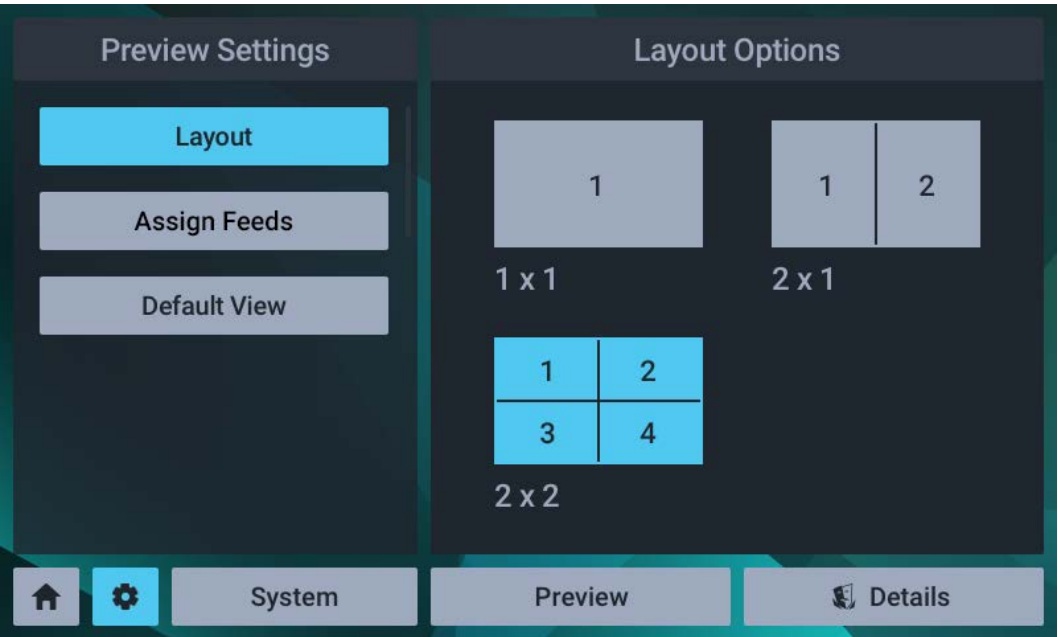 Preview Settings
Layout
Assign Feeds
Default View
Layout Options
1
1 x 1
1 2
2 x 1
1 2
3 4
2 x 2
System
Preview
Details